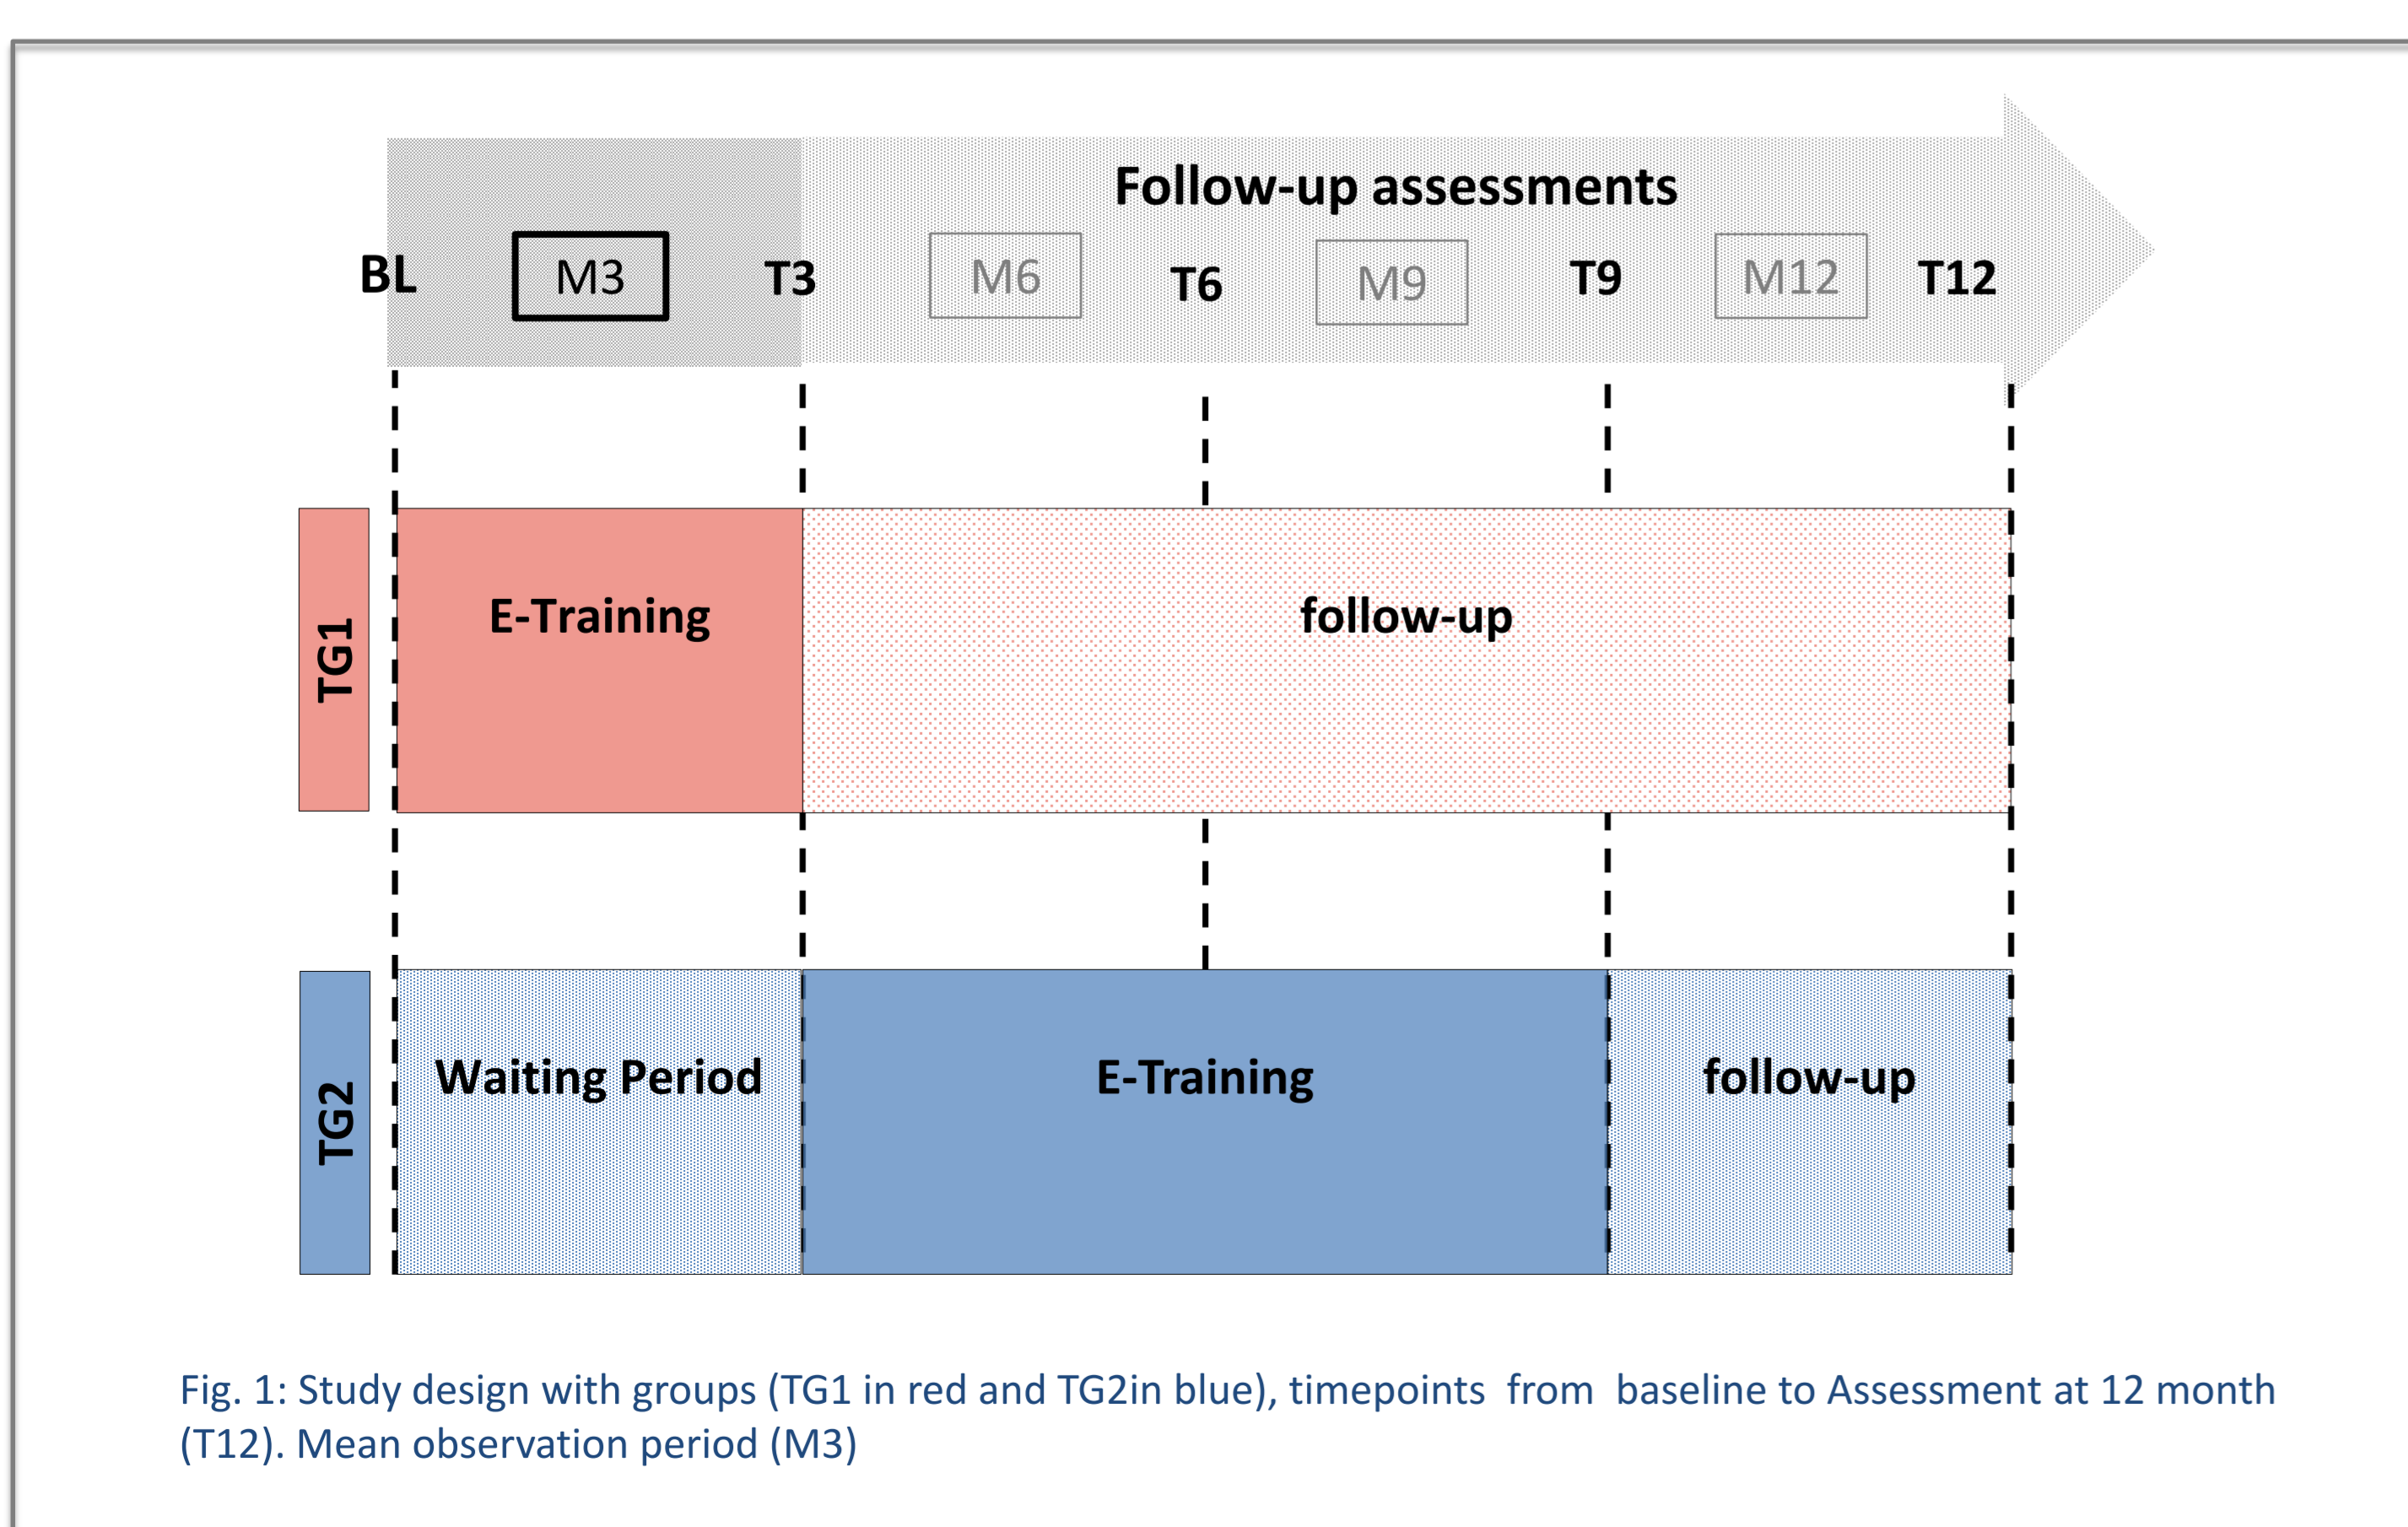 Follow-up assessments
BL M3 T3 M6 T6 M9 T9 M12 T12
TG1
E-Training
follow-up
TG2
Waiting Period
E-Training
follow-up
Fig. 1: Study design with groups (TG1 in red and TG2in blue), timepoints  from  baseline to Assessment at 12 month
(T12). Mean observation period (M3)